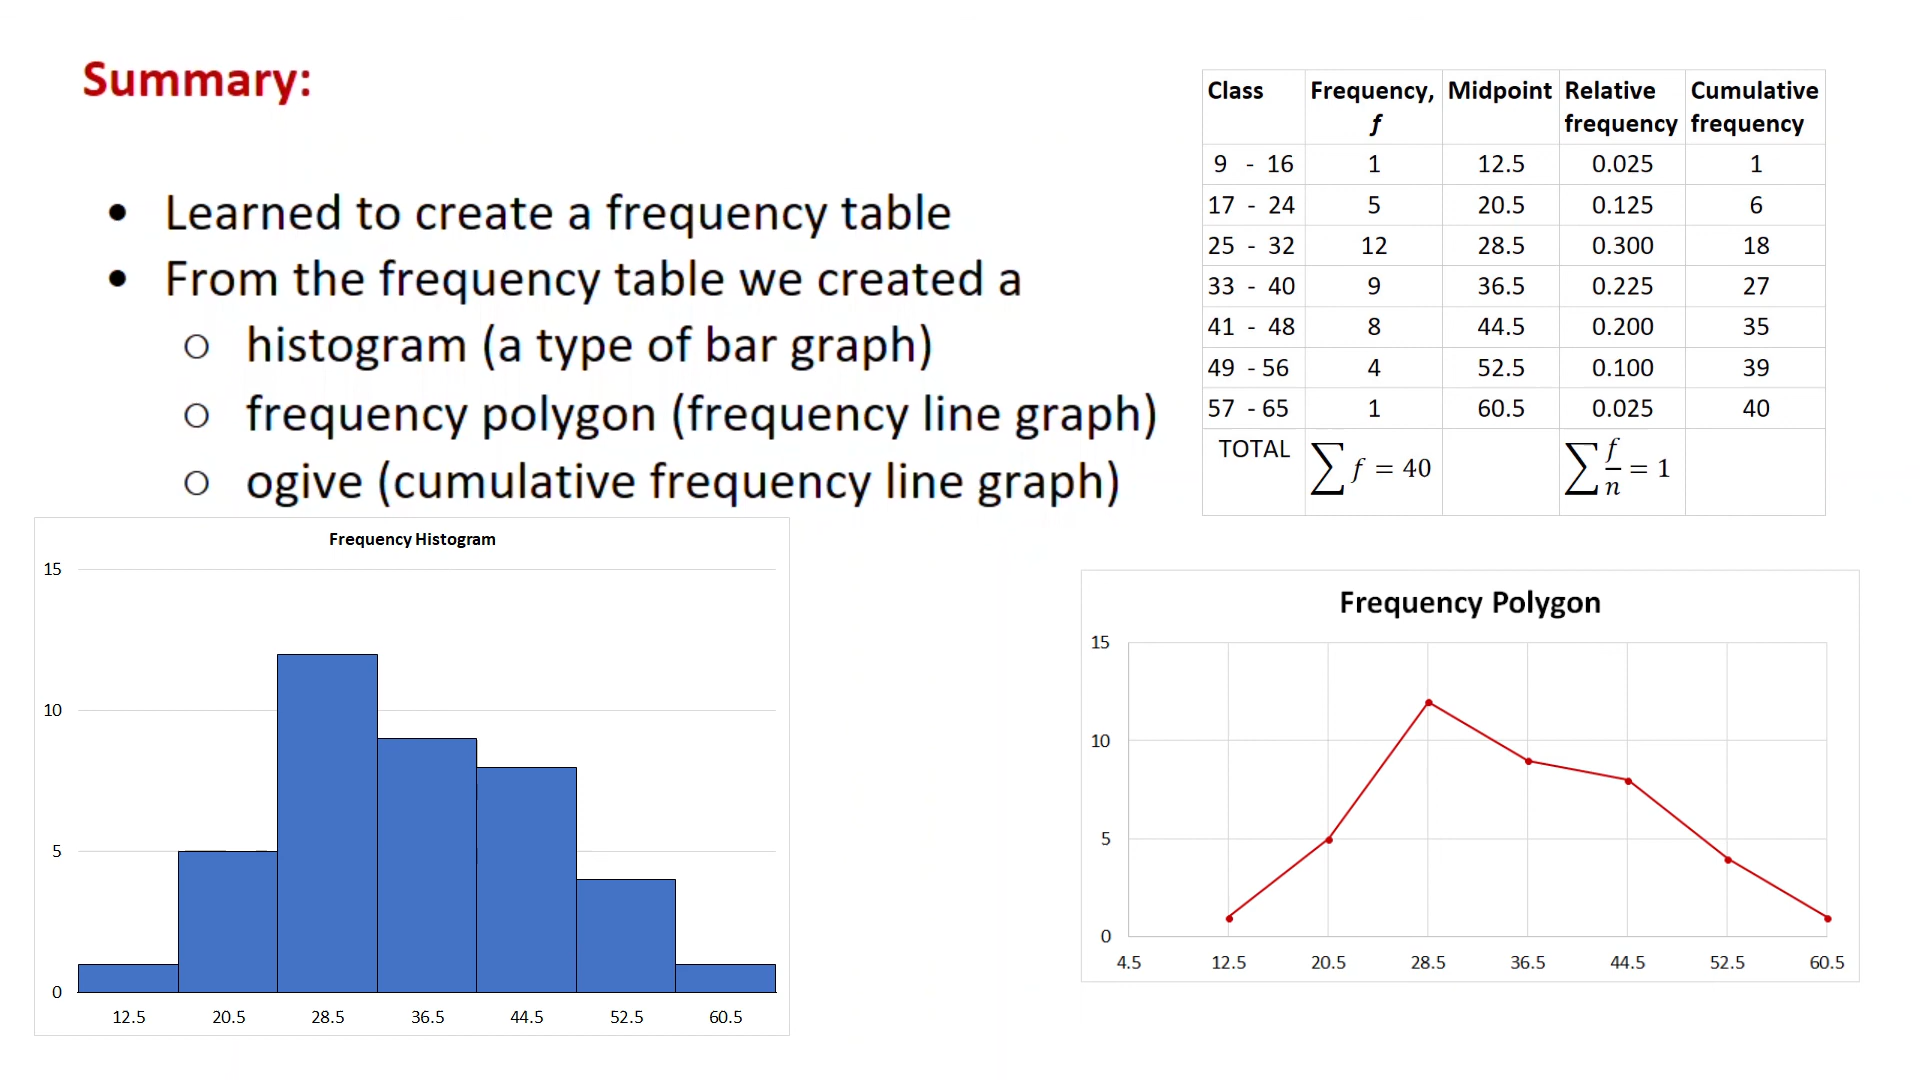 Summary:
• Learned to create a frequency table
• From the frequency table we created a
○ histogram (a type of bar graph)
○ frequency polygon (frequency line graph)
○ ogive (cumulative frequency line graph)
Class Frequency, f Midpoint Relative frequency Cumulative frequency
9 - 16 1 12.5 0.025 1
17 - 24 5 20.5 0.125 6
25 - 32 12 28.5 0.300 18
33 - 40 9 36.5 0.225 27
41 - 48 8 44.5 0.200 35
49 - 56 4 52.5 0.100 39
57 - 65 1 60.5 0.025 40
TOTAL ∑ f = 40 ∑ f/n = 1
Frequency Histogram
15
10
5
0
12.5 20.5 28.5 36.5 44.5 52.5 60.5
Frequency Polygon
15
10
5
0
4.5 12.5 20.5 28.5 36.5 44.5 52.5 60.5